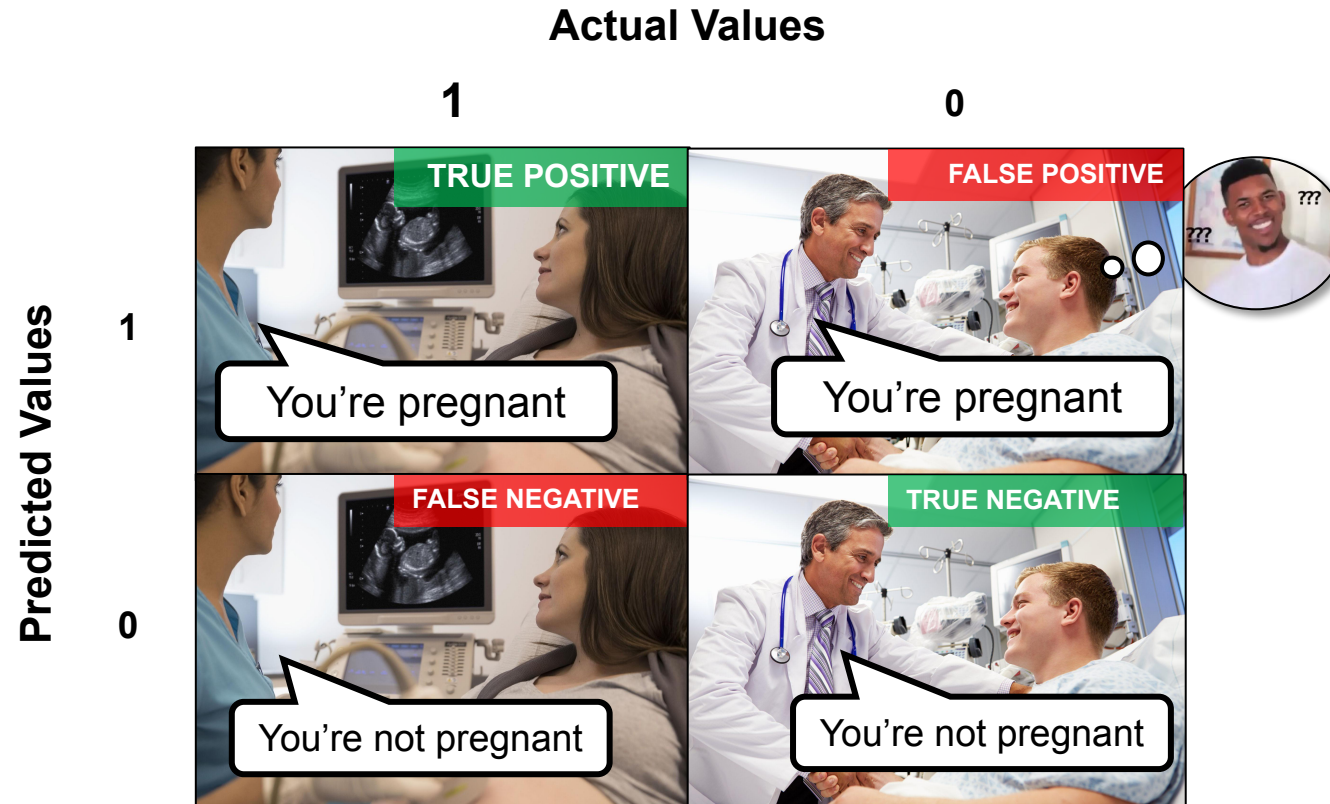 Actual Values
1
0
TRUE POSITIVE
FALSE POSITIVE
???
???
Predicted Values
1
You’re pregnant
You’re pregnant
FALSE NEGATIVE
TRUE NEGATIVE
0
You’re not pregnant
You’re not pregnant